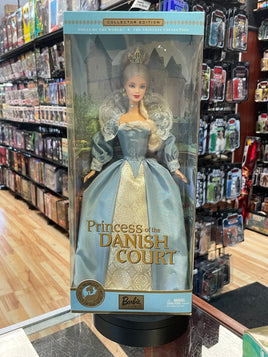 COLLECTOR EDITION
DOLLS OF THE WORLD • THE PRINCESS COLLECTION
Princess of the
DANISH
COURT
Barbie